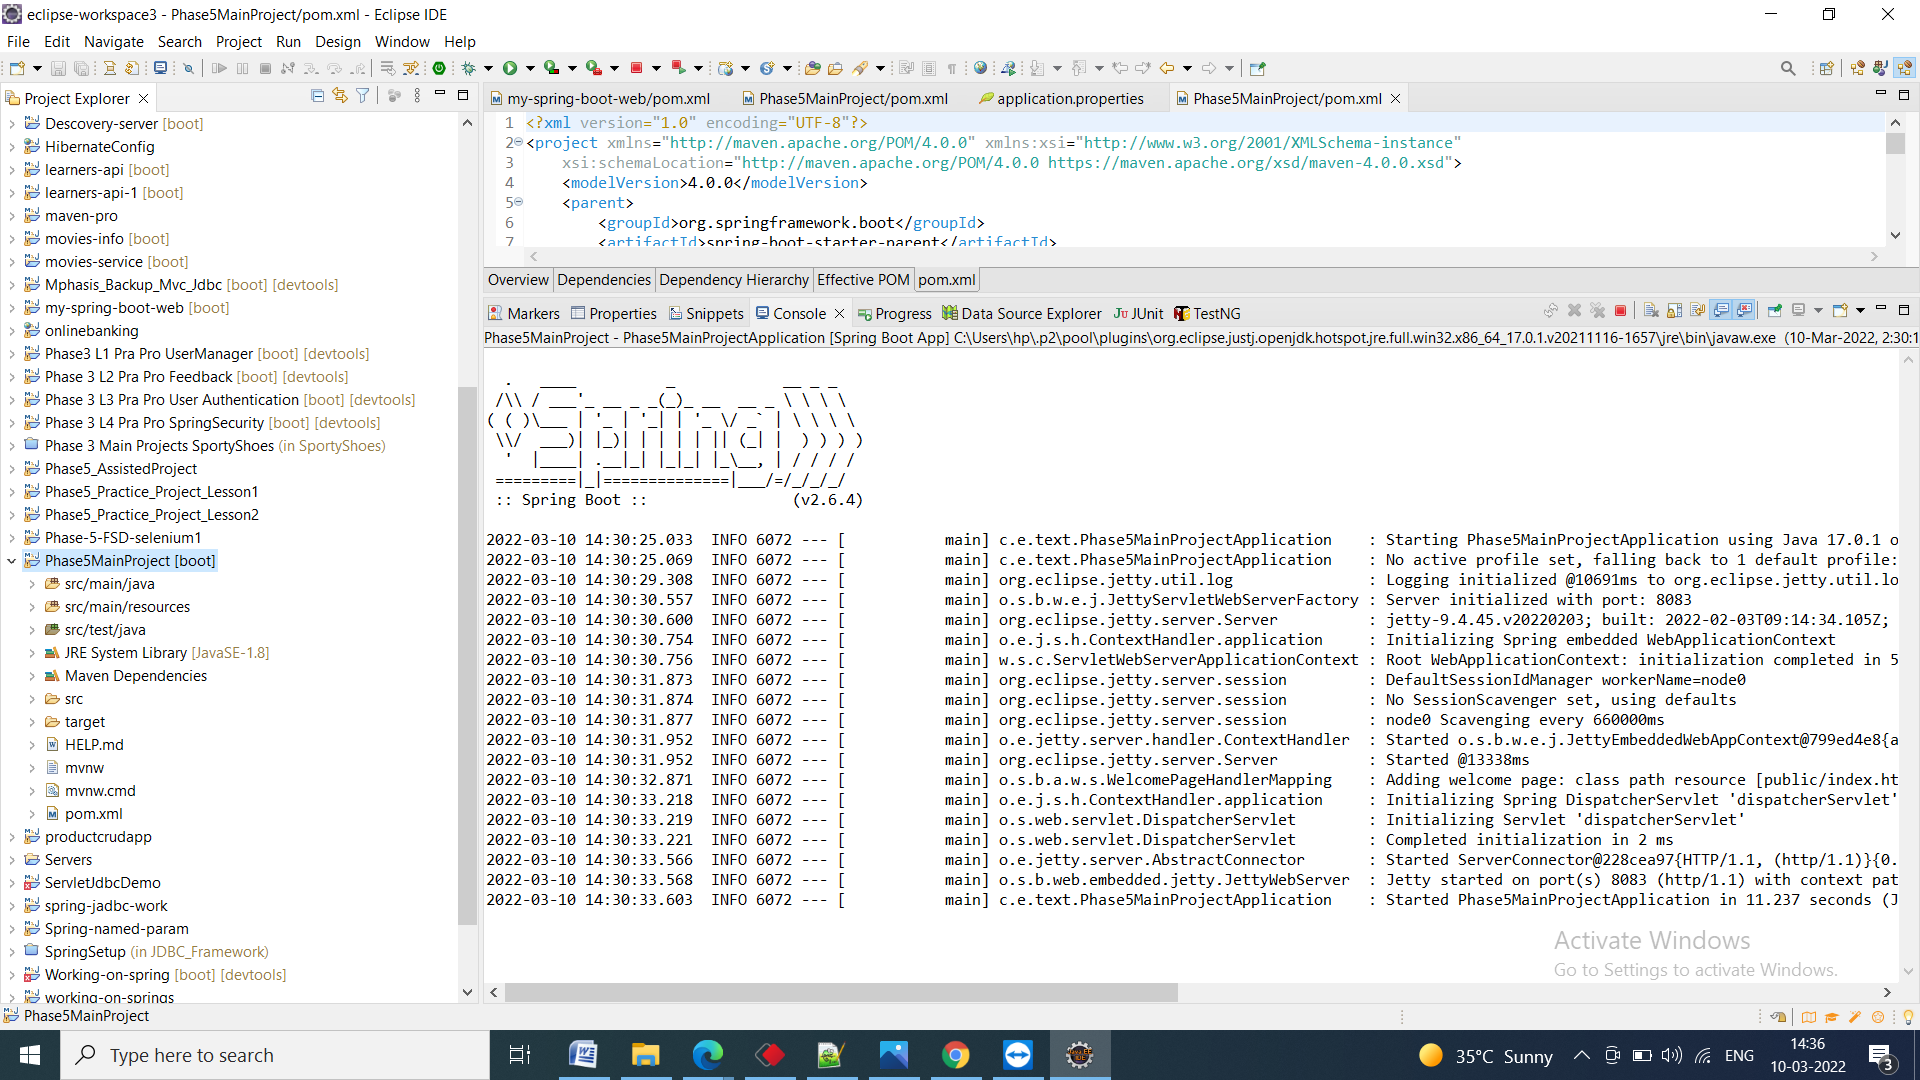 eclipse-workspace3 - Phase5MainProject/pom.xml - Eclipse IDE
File Edit Navigate Search Project Run Design Window Help
Project Explorer
Descovery-server [boot]
HibernateConfig
learners-api [boot]
learners-api-1 [boot]
maven-pro
movies-info [boot]
movies-service [boot]
Mphasis_Backup_Mvc_Jdbc [boot] [devtools]
my-spring-boot-web [boot]
onlinebanking
Phase3 L1 Pra Pro UserManager [boot] [devtools]
Phase 3 L2 Pra Pro Feedback [boot] [devtools]
Phase 3 L3 Pra Pro User Authentication [boot] [devtools]
Phase 3 L4 Pra Pro SpringSecurity [boot] [devtools]
Phase 3 Main Projects SportyShoes (in SportyShoes)
Phase5_AssistedProject
Phase5_Practice_Project_Lesson1
Phase5_Practice_Project_Lesson2
Phase-5-FSD-selenium1
Phase5MainProject [boot]
src/main/java
src/main/resources
src/test/java
JRE System Library [JavaSE-1.8]
Maven Dependencies
src
target
HELP.md
mvnw
mvnw.cmd
pom.xml
productcrudapp
Servers
ServletJdbcDemo
spring-jadbc-work
Spring-named-param
SpringSetup (in JDBC_Framework)
Working-on-spring [boot] [devtools]
working-on-springs
my-spring-boot-web/pom.xml Phase5MainProject/pom.xml application.properties Phase5MainProject/pom.xml
1 <?xml version="1.0" encoding="UTF-8"?>
2 <project xmlns="http://maven.apache.org/POM/4.0.0" xmlns:xsi="http://www.w3.org/2001/XMLSchema-instance"
3 xsi:schemaLocation="http://maven.apache.org/POM/4.0.0 https://maven.apache.org/xsd/maven-4.0.0.xsd">
4 <modelVersion>4.0.0</modelVersion>
5 <parent>
6 <groupId>org.springframework.boot</groupId>
7 <artifactId>spring-boot-starter-parent</artifactId>
Overview Dependencies Dependency Hierarchy Effective POM pom.xml
Markers Properties Snippets Console Progress Data Source Explorer JUnit TestNG
Phase5MainProject - Phase5MainProjectApplication [Spring Boot App] C:\Users\hp\.p2\pool\plugins\org.eclipse.justj.openjdk.hotspot.jre.full.win32.x86_64_17.0.1.v20211116-1657\jre\bin\javaw.exe (10-Mar-2022, 2:30:1
Spring
:: Spring Boot :: (v2.6.4)
2022-03-10 14:30:25.033 INFO 6072 --- [ main] c.e.text.Phase5MainProjectApplication : Starting Phase5MainProjectApplication using Java 17.0.1 o
2022-03-10 14:30:25.069 INFO 6072 --- [ main] c.e.text.Phase5MainProjectApplication : No active profile set, falling back to 1 default profile:
2022-03-10 14:30:29.308 INFO 6072 --- [ main] org.eclipse.jetty.util.log : Logging initialized @10691ms to org.eclipse.jetty.util.lo
2022-03-10 14:30:30.557 INFO 6072 --- [ main] o.s.b.w.e.j.JettyServletWebServerFactory : Server initialized with port: 8083
2022-03-10 14:30:30.600 INFO 6072 --- [ main] org.eclipse.jetty.server.Server : jetty-9.4.45.v20220203; built: 2022-02-03T09:14:34.105Z;
2022-03-10 14:30:30.754 INFO 6072 --- [ main] o.e.j.s.h.ContextHandler.application : Initializing Spring embedded WebApplicationContext
2022-03-10 14:30:30.756 INFO 6072 --- [ main] w.s.c.ServletWebServerApplicationContext : Root WebApplicationContext: initialization completed in 5
2022-03-10 14:30:31.873 INFO 6072 --- [ main] org.eclipse.jetty.server.session : DefaultSessionIdManager workerName=node0
2022-03-10 14:30:31.874 INFO 6072 --- [ main] org.eclipse.jetty.server.session : No SessionScavenger set, using defaults
2022-03-10 14:30:31.877 INFO 6072 --- [ main] org.eclipse.jetty.server.session : node0 Scavenging every 660000ms
2022-03-10 14:30:31.952 INFO 6072 --- [ main] o.e.jetty.server.handler.ContextHandler : Started o.s.b.w.e.j.JettyEmbeddedWebAppContext@799ed4e8{a
2022-03-10 14:30:31.952 INFO 6072 --- [ main] org.eclipse.jetty.server.Server : Started @13338ms
2022-03-10 14:30:32.871 INFO 6072 --- [ main] o.s.b.a.w.s.WelcomePageHandlerMapping : Adding welcome page: class path resource [public/index.ht
2022-03-10 14:30:33.218 INFO 6072 --- [ main] o.e.j.s.h.ContextHandler.application : Initializing Spring DispatcherServlet 'dispatcherServlet'
2022-03-10 14:30:33.219 INFO 6072 --- [ main] o.s.web.servlet.DispatcherServlet : Initializing Servlet 'dispatcherServlet'
2022-03-10 14:30:33.221 INFO 6072 --- [ main] o.s.web.servlet.DispatcherServlet : Completed initialization in 2 ms
2022-03-10 14:30:33.566 INFO 6072 --- [ main] o.e.jetty.server.AbstractConnector : Started ServerConnector@228cea97{HTTP/1.1, (http/1.1)}{0.
2022-03-10 14:30:33.568 INFO 6072 --- [ main] o.s.b.web.embedded.jetty.JettyWebServer : Jetty started on port(s) 8083 (http/1.1) with context pat
2022-03-10 14:30:33.603 INFO 6072 --- [ main] c.e.text.Phase5MainProjectApplication : Started Phase5MainProjectApplication in 11.237 seconds (J
Activate Windows
Go to Settings to activate Windows.
Phase5MainProject
Type here to search
35°C Sunny
ENG
14:36
10-03-2022
3